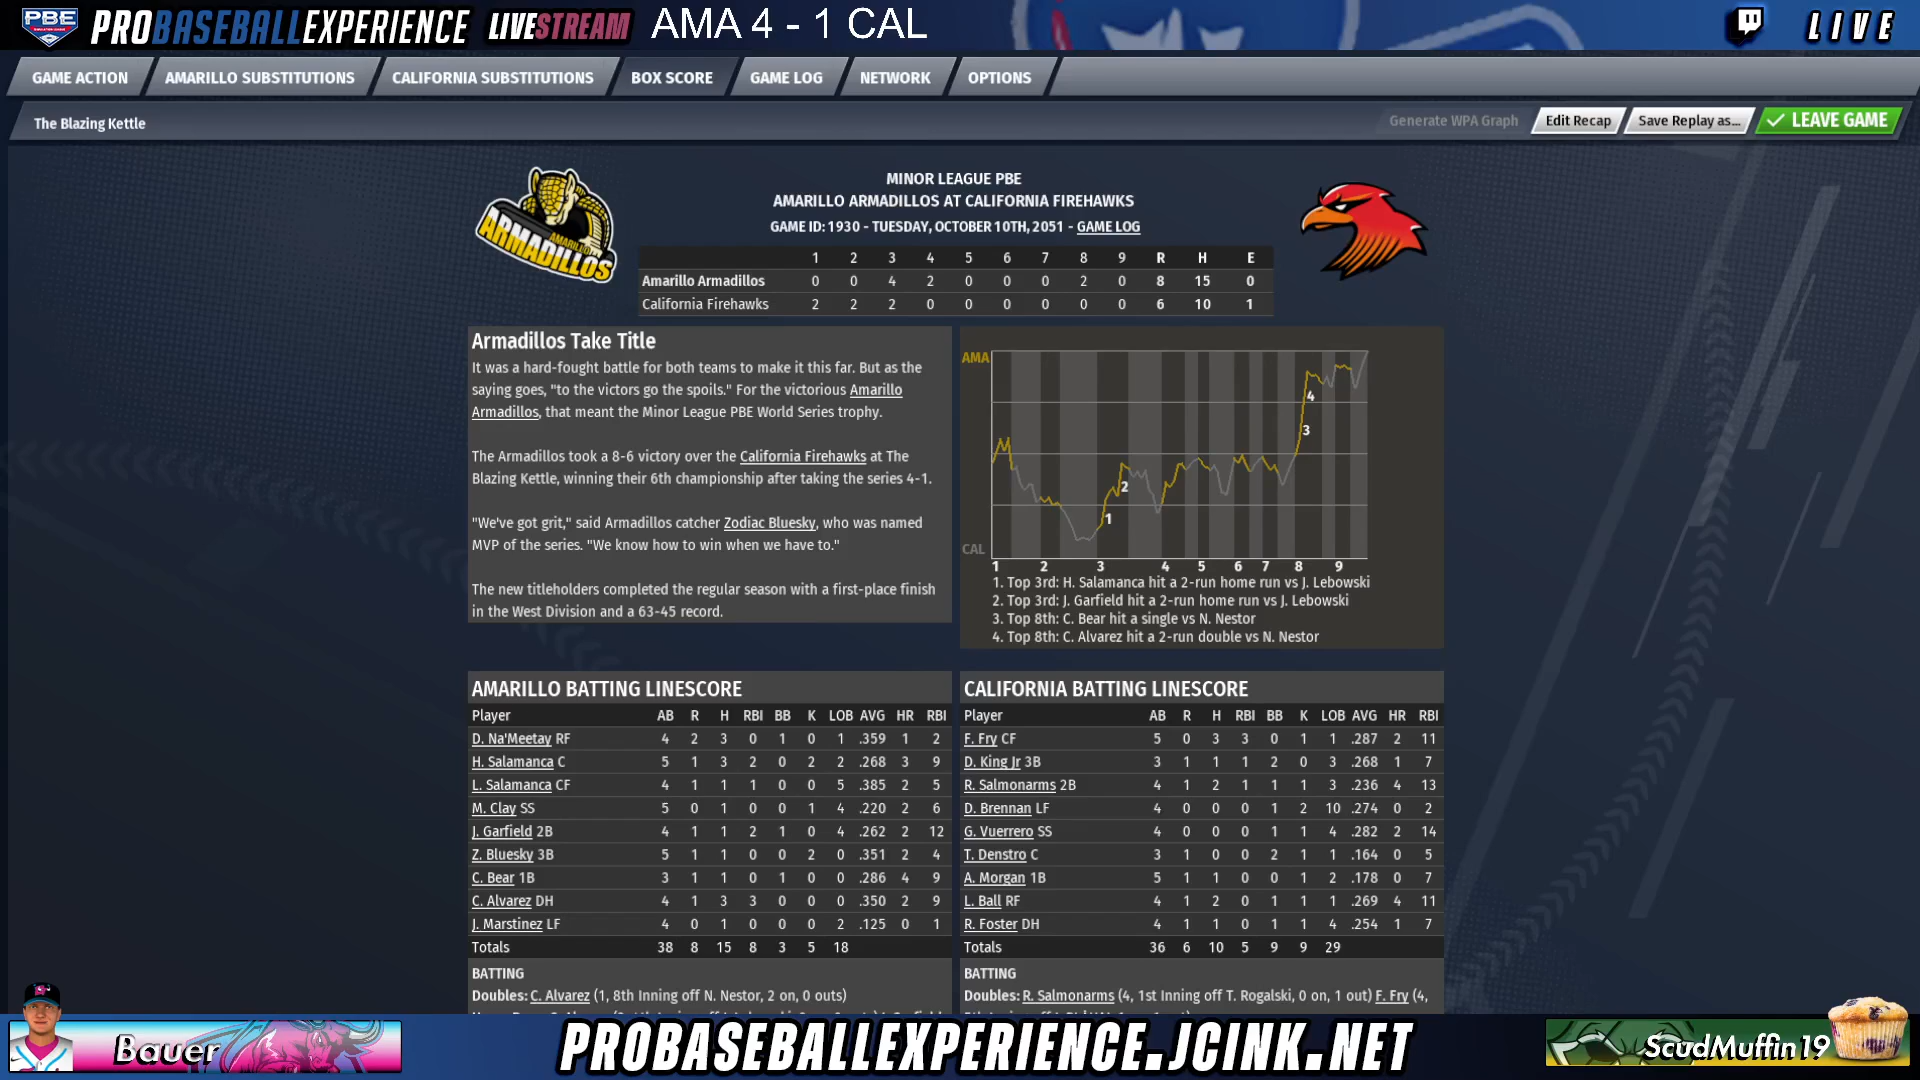 PBE PROBASEBALLEXPERIENCE LIVESTREAM AMA 4 - 1 CAL LIVE
GAME ACTION AMARILLO SUBSTITUTIONS CALIFORNIA SUBSTITUTIONS BOX SCORE GAME LOG NETWORK OPTIONS
The Blazing Kettle Generate WPA Graph Edit Recap Save Replay as... LEAVE GAME
AMARILLO
ARMADILLOS
MINOR LEAGUE PBE
AMARILLO ARMADILLOS AT CALIFORNIA FIREHAWKS
GAME ID: 1930 - TUESDAY, OCTOBER 10TH, 2051 - GAME LOG
1 2 3 4 5 6 7 8 9 R H E
Amarillo Armadillos 0 0 4 2 0 0 0 2 0 8 15 0
California Firehawks 2 2 2 0 0 0 0 0 0 6 10 1
Armadillos Take Title
It was a hard-fought battle for both teams to make it this far. But as the
saying goes, "to the victors go the spoils." For the victorious Amarillo
Armadillos, that meant the Minor League PBE World Series trophy.
The Armadillos took a 8-6 victory over the California Firehawks at The
Blazing Kettle, winning their 6th championship after taking the series 4-1.
"We've got grit," said Armadillos catcher Zodiac Bluesky, who was named
MVP of the series. "We know how to win when we have to."
The new titleholders completed the regular season with a first-place finish
in the West Division and a 63-45 record.
AMA
4
3
2
1
CAL
1 2 3 4 5 6 7 8 9
1. Top 3rd: H. Salamanca hit a 2-run home run vs J. Lebowski
2. Top 3rd: J. Garfield hit a 2-run home run vs J. Lebowski
3. Top 8th: C. Bear hit a single vs N. Nestor
4. Top 8th: C. Alvarez hit a 2-run double vs N. Nestor
AMARILLO BATTING LINESCORE
Player AB R H RBI BB K LOB AVG HR RBI
D. Na'Meetay RF 4 2 3 0 1 0 1 .359 1 2
H. Salamanca C 5 1 3 2 0 2 2 .268 3 9
L. Salamanca CF 4 1 1 1 0 0 5 .385 2 5
M. Clay SS 5 0 1 0 0 1 4 .220 2 6
J. Garfield 2B 4 1 1 2 1 0 4 .262 2 12
Z. Bluesky 3B 5 1 1 0 0 2 0 .351 2 4
C. Bear 1B 3 1 1 0 1 0 0 .286 4 9
C. Alvarez DH 4 1 3 3 0 0 0 .350 2 9
J. Marstinez LF 4 0 1 0 0 0 2 .125 0 1
Totals 38 8 15 8 3 5 18
BATTING
Doubles: C. Alvarez (1, 8th Inning off N. Nestor, 2 on, 0 outs)
CALIFORNIA BATTING LINESCORE
Player AB R H RBI BB K LOB AVG HR RBI
F. Fry CF 5 0 3 3 0 1 1 .287 2 11
D. King Jr 3B 3 1 1 1 2 0 3 .268 1 7
R. Salmonarms 2B 4 1 2 1 1 1 3 .236 4 13
D. Brennan LF 4 0 0 0 1 2 10 .274 0 2
G. Vuerrero SS 4 0 0 0 1 1 4 .282 2 14
T. Denstro C 3 1 0 0 2 1 1 .164 0 5
A. Morgan 1B 5 1 1 0 0 1 2 .178 0 7
L. Ball RF 4 1 2 0 1 1 1 .269 4 11
R. Foster DH 4 1 1 0 1 1 4 .254 1 7
Totals 36 6 10 5 9 9 29
BATTING
Doubles: R. Salmonarms (4, 1st Inning off T. Rogalski, 0 on, 1 out) F. Fry (4,
Bauer PROBASEBALLEXPERIENCE.JCINK.NET ScudMuffin19